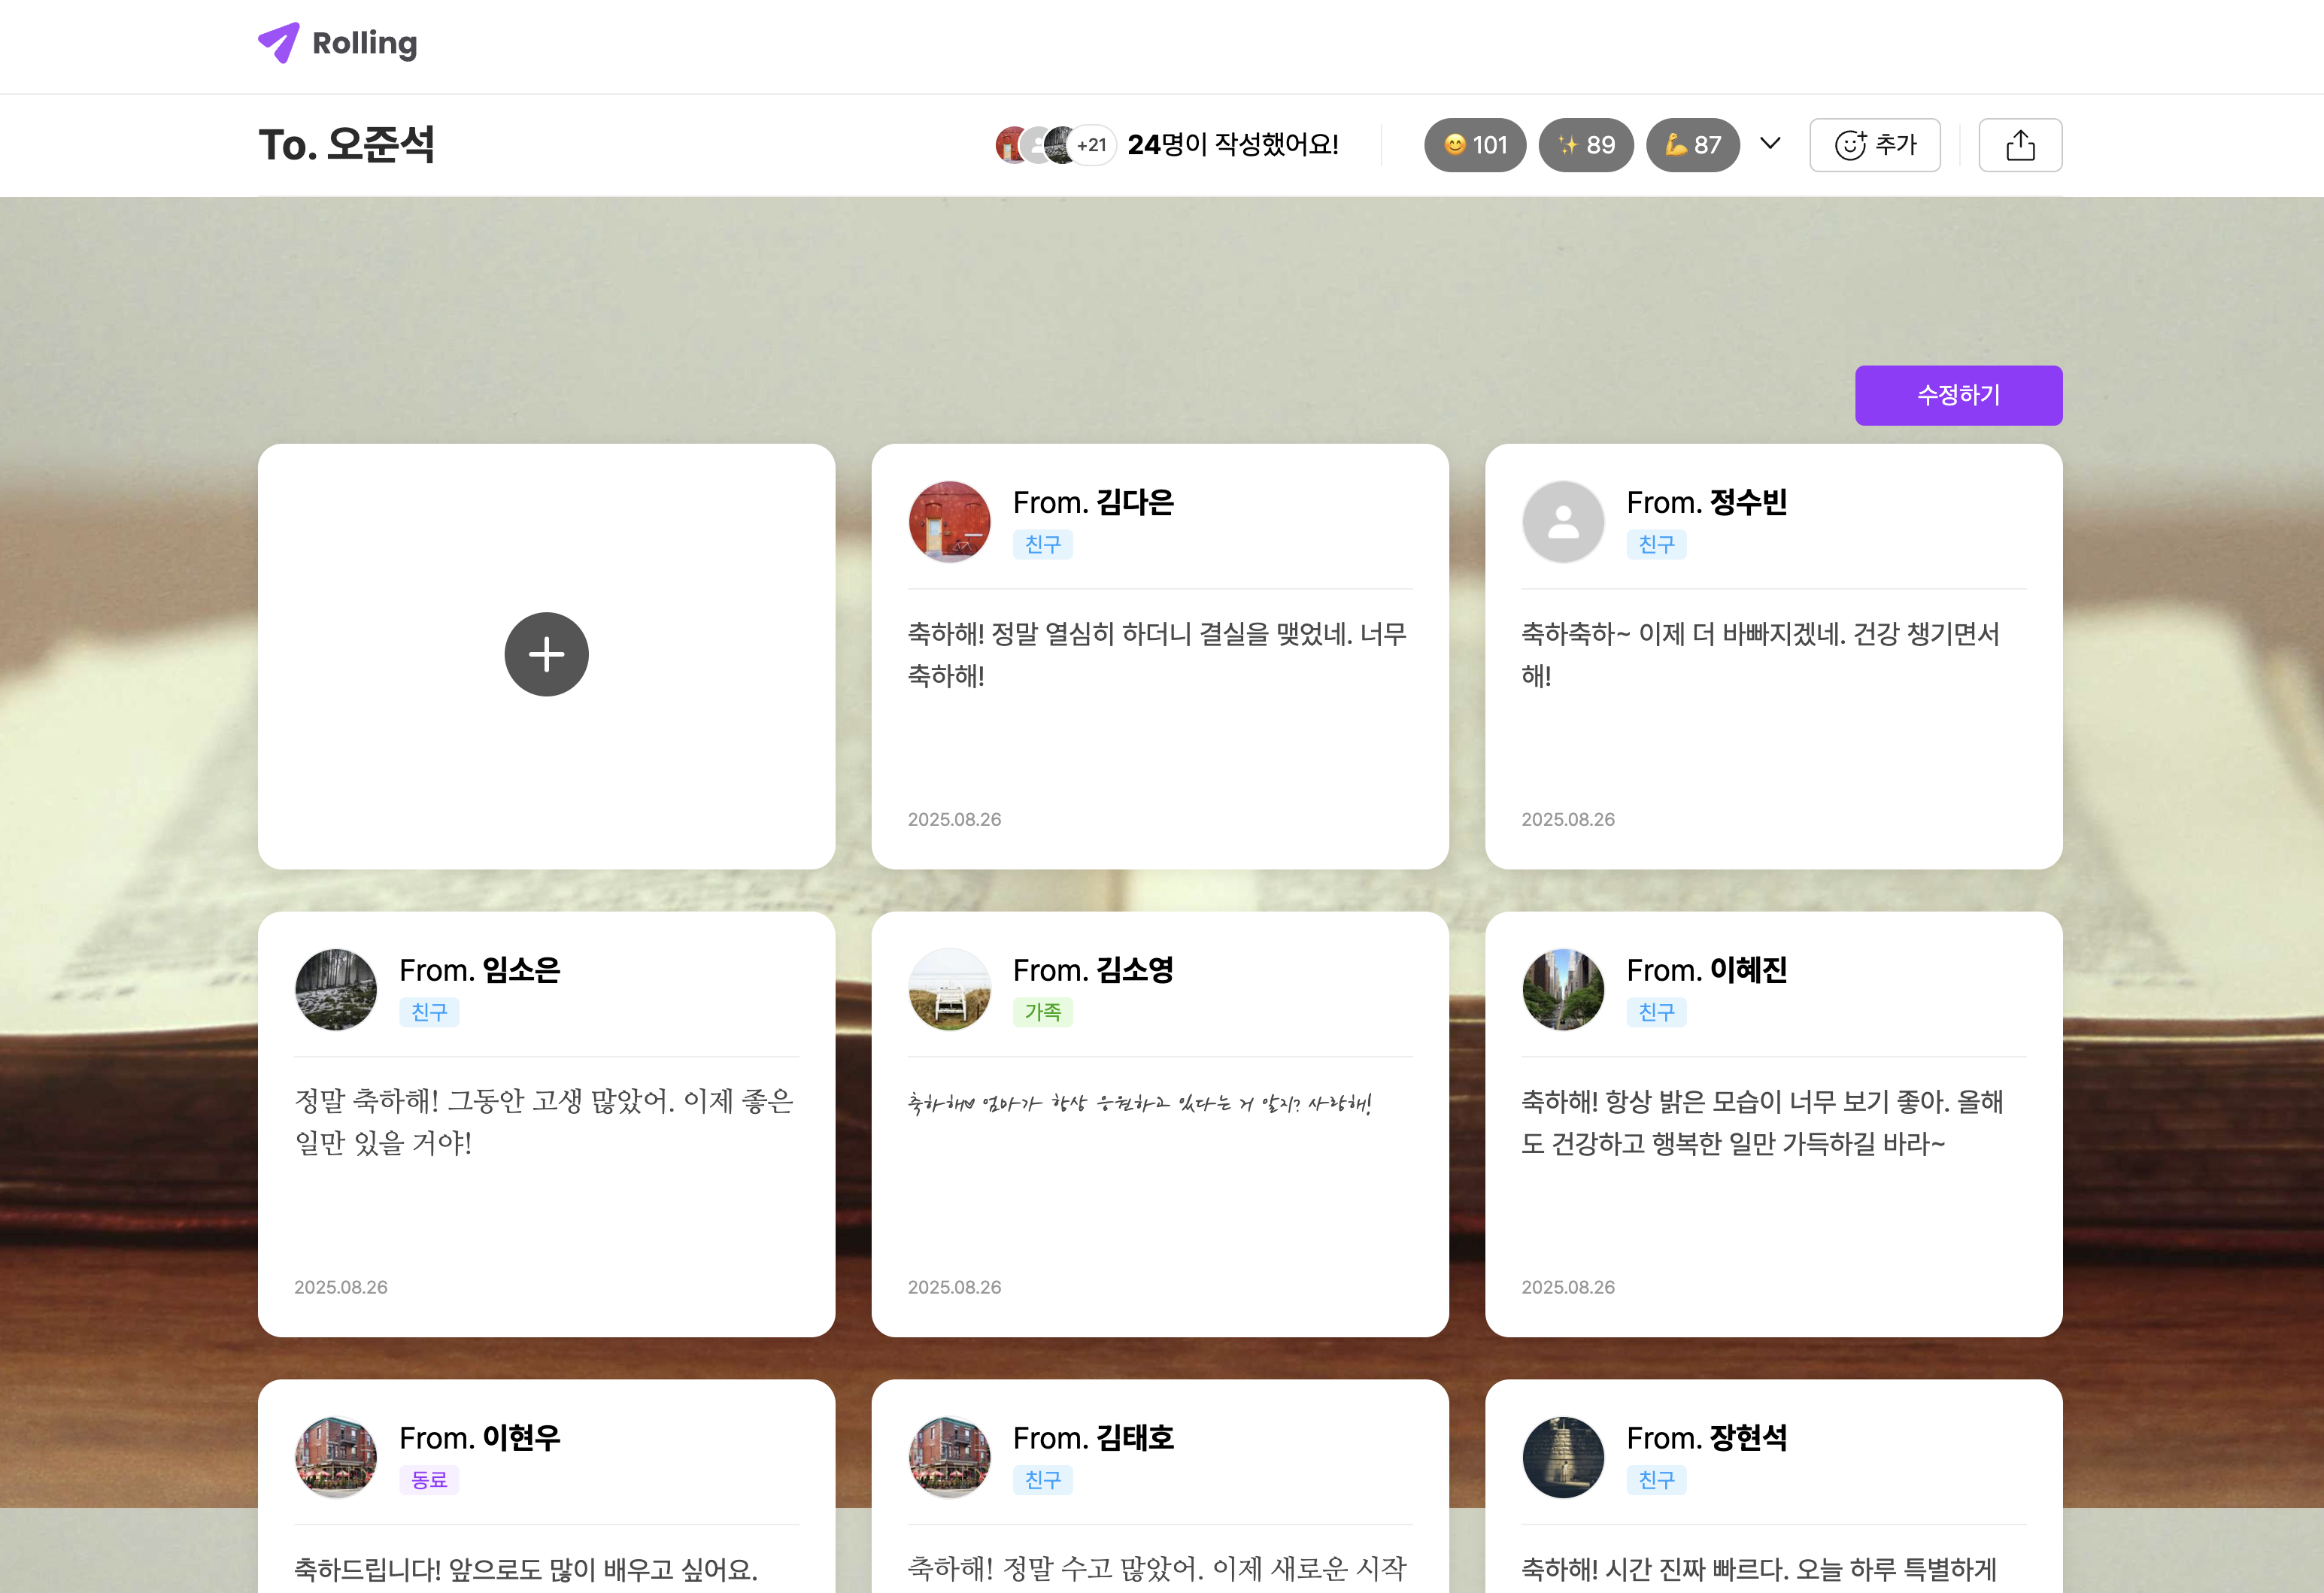 Rolling
To. 오준석
+21 24명이 작성했어요! 😊 101 ✨ 89 💪 87 추가
수정하기
From. 김다은
친구
축하해! 정말 열심히 하더니 결실을 맺었네. 너무
축하해!
2025.08.26
From. 정수빈
친구
축하축하~ 이제 더 바빠지겠네. 건강 챙기면서
해!
2025.08.26
From. 임소은
친구
정말 축하해! 그동안 고생 많았어. 이제 좋은
일만 있을 거야!
2025.08.26
From. 김소영
가족
축하해♥ 엄마가 항상 응원하고 있다는 거 알지? 사랑해!
2025.08.26
From. 이혜진
친구
축하해! 항상 밝은 모습이 너무 보기 좋아. 올해
도 건강하고 행복한 일만 가득하길 바라~
2025.08.26
From. 이현우
동료
축하드립니다! 앞으로도 많이 배우고 싶어요.
From. 김태호
친구
축하해! 정말 수고 많았어. 이제 새로운 시작
From. 장현석
친구
축하해! 시간 진짜 빠르다. 오늘 하루 특별하게